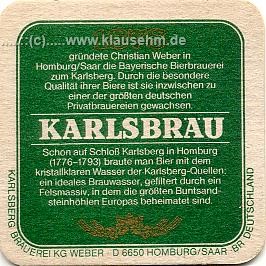 (c)
www.klausehm.de
gründete Christian Weber in
Homburg/Saar die Bayerische Bierbrauerei
zum Karlsberg. Durch die besondere
Qualität ihrer Biere ist sie inzwischen zu
einer der größten deutschen
Privatbrauereien gewachsen.
KARLSBRÄU
Schon auf Schloß Karlsberg in Homburg
(1776–1793) braute man Bier mit dem
kristallklaren Wasser der Karlsberg-Quellen:
ein ideales Brauwasser, gefiltert durch ein
Felsmassiv, in dem die größten Buntsand-
steinhöhlen Europas beheimatet sind.
KARLSBERG BRAUEREI KG WEBER · D 6650 HOMBURG/SAAR · BR DEUTSCHLAND